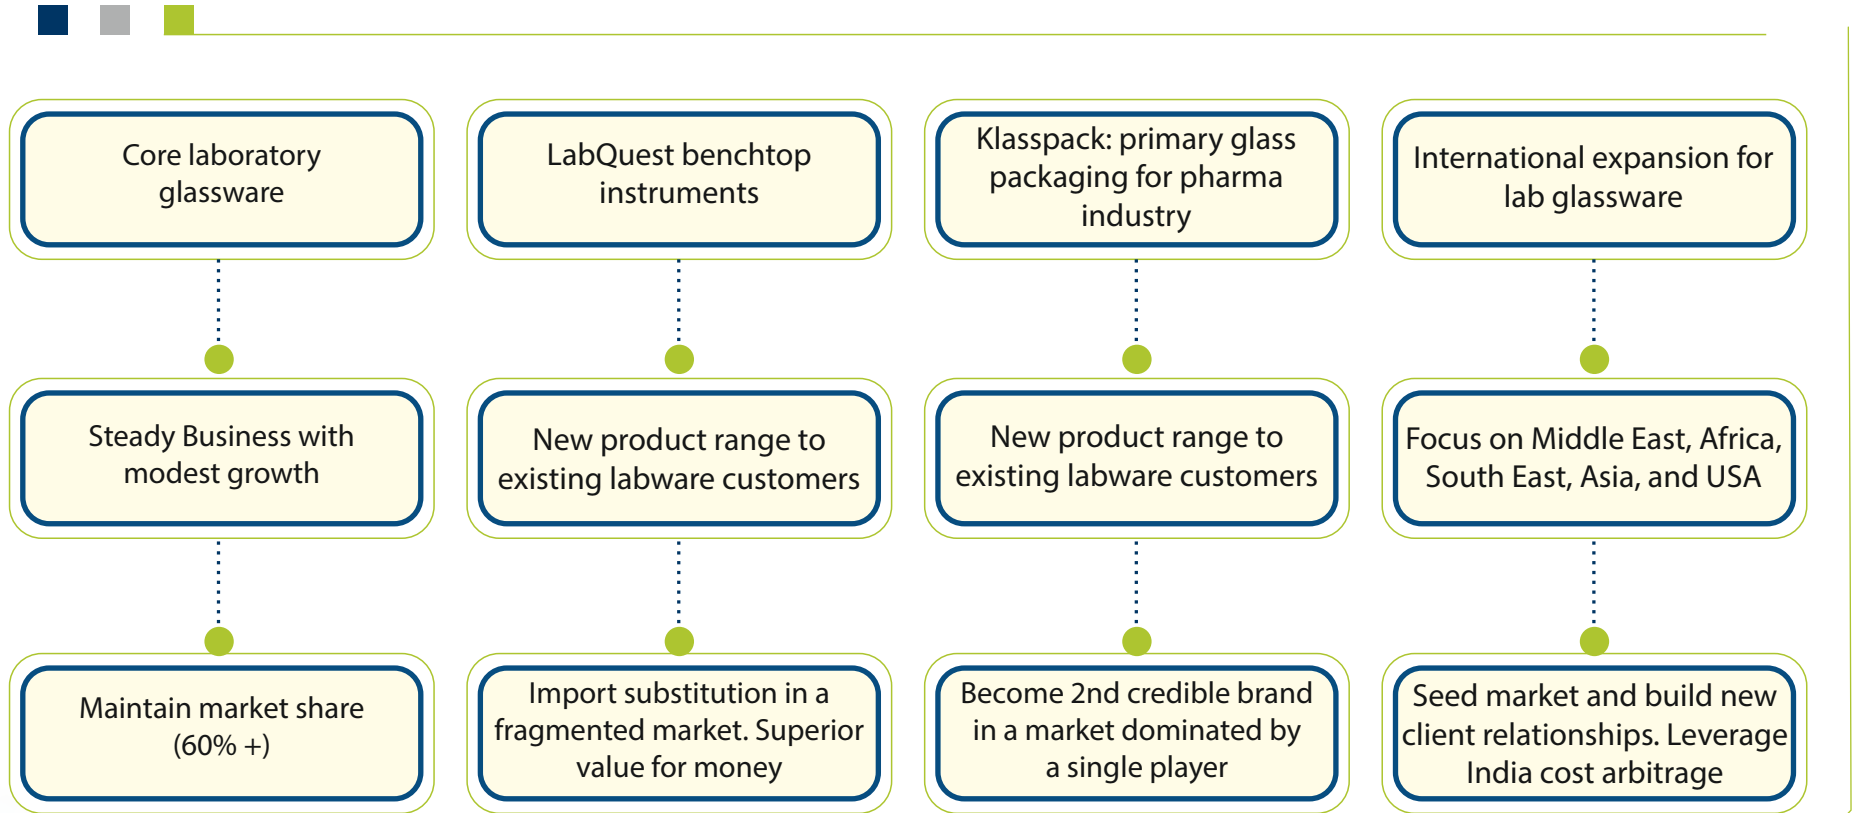 Core laboratory
glassware
LabQuest benchtop
instruments
Klasspack: primary glass
packaging for pharma
industry
International expansion for
lab glassware
Steady Business with
modest growth
New product range to
existing labware customers
New product range to
existing labware customers
Focus on Middle East, Africa,
South East, Asia, and USA
Maintain market share
(60% +)
Import substitution in a
fragmented market. Superior
value for money
Become 2nd credible brand
in a market dominated by
a single player
Seed market and build new
client relationships. Leverage
India cost arbitrage